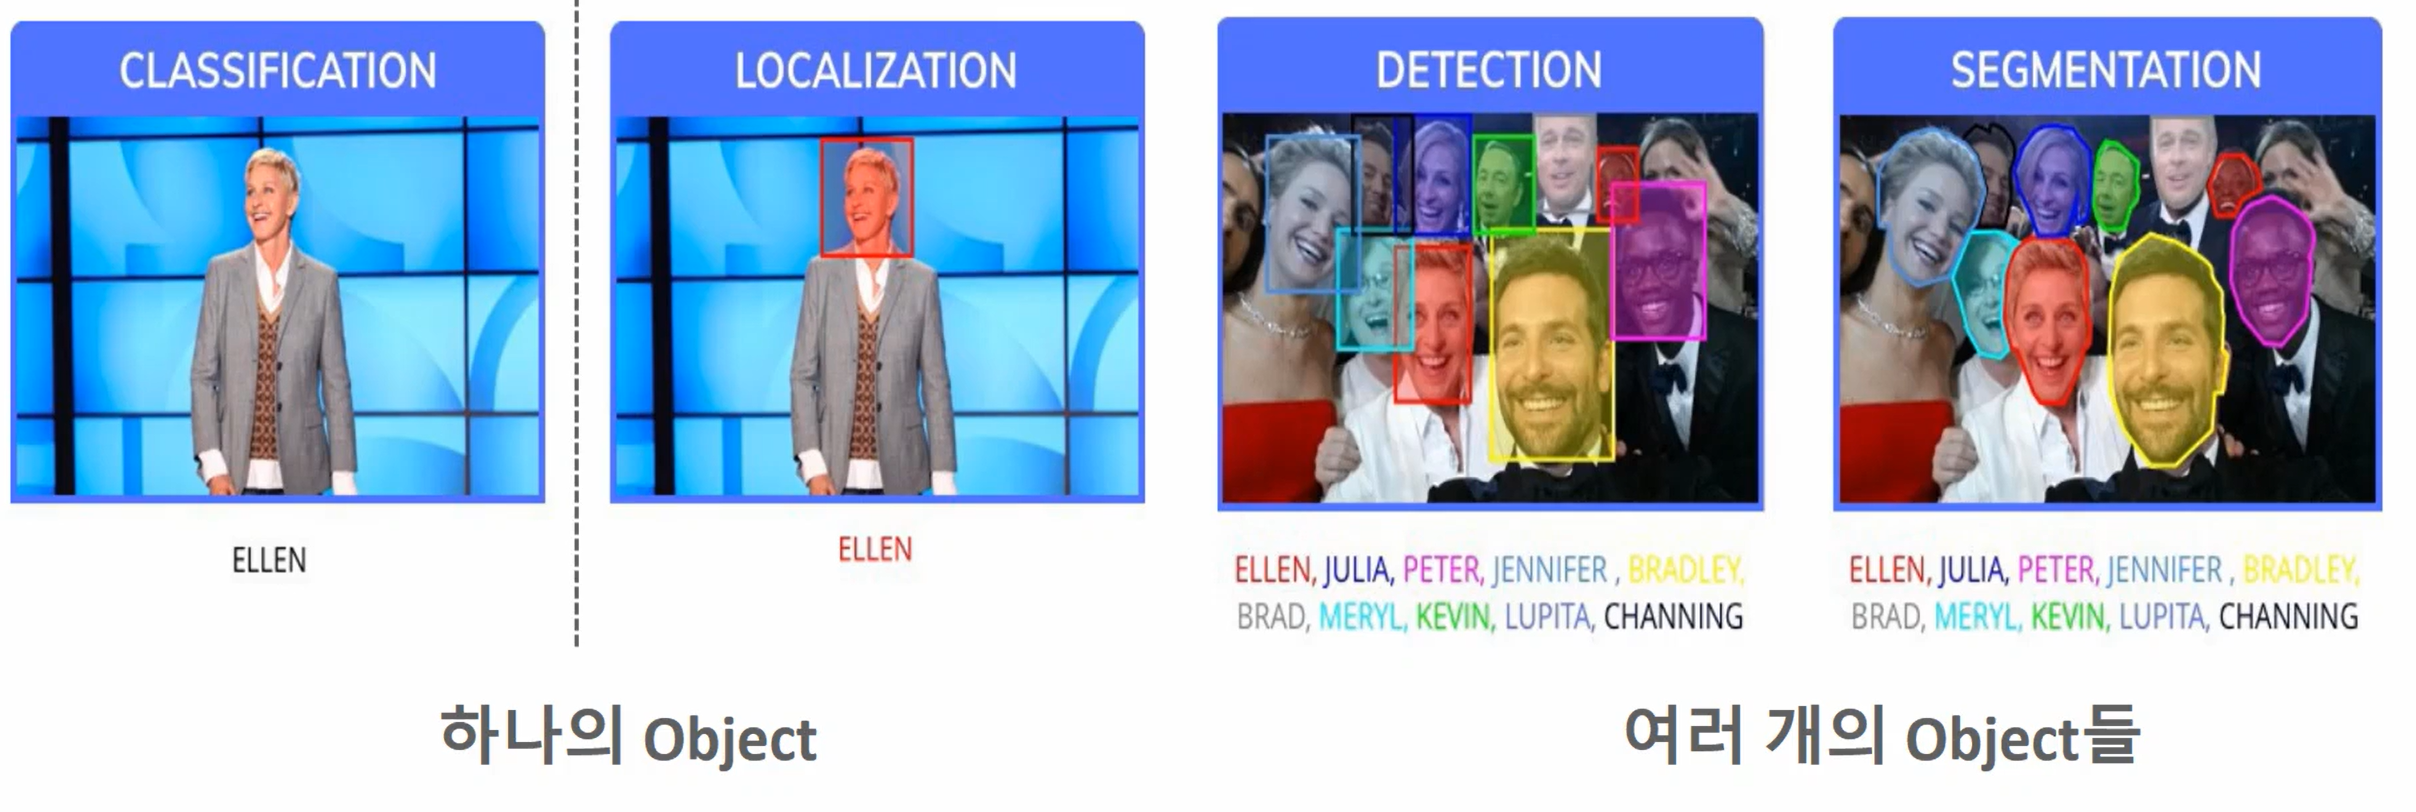 CLASSIFICATION
ELLEN
LOCALIZATION
ELLEN
DETECTION
ELLEN, JULIA, PETER, JENNIFER , BRADLEY,
BRAD, MERYL, KEVIN, LUPITA, CHANNING
SEGMENTATION
ELLEN, JULIA, PETER, JENNIFER , BRADLEY,
BRAD, MERYL, KEVIN, LUPITA, CHANNING
하나의 Object
여러 개의 Object들